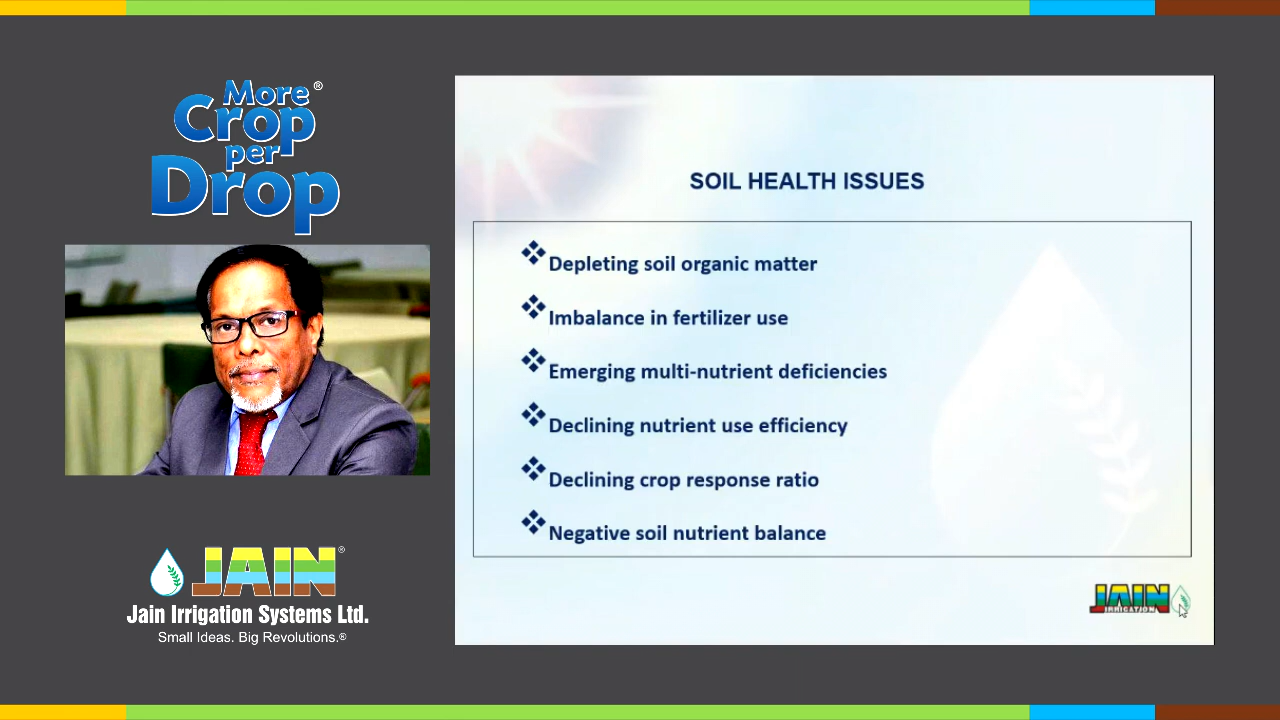 More®
Crop
per
Drop
JAIN®
Jain Irrigation Systems Ltd.
Small Ideas. Big Revolutions.®
SOIL HEALTH ISSUES
Depleting soil organic matter
Imbalance in fertilizer use
Emerging multi-nutrient deficiencies
Declining nutrient use efficiency
Declining crop response ratio
Negative soil nutrient balance
JAIN
IRRIGATION